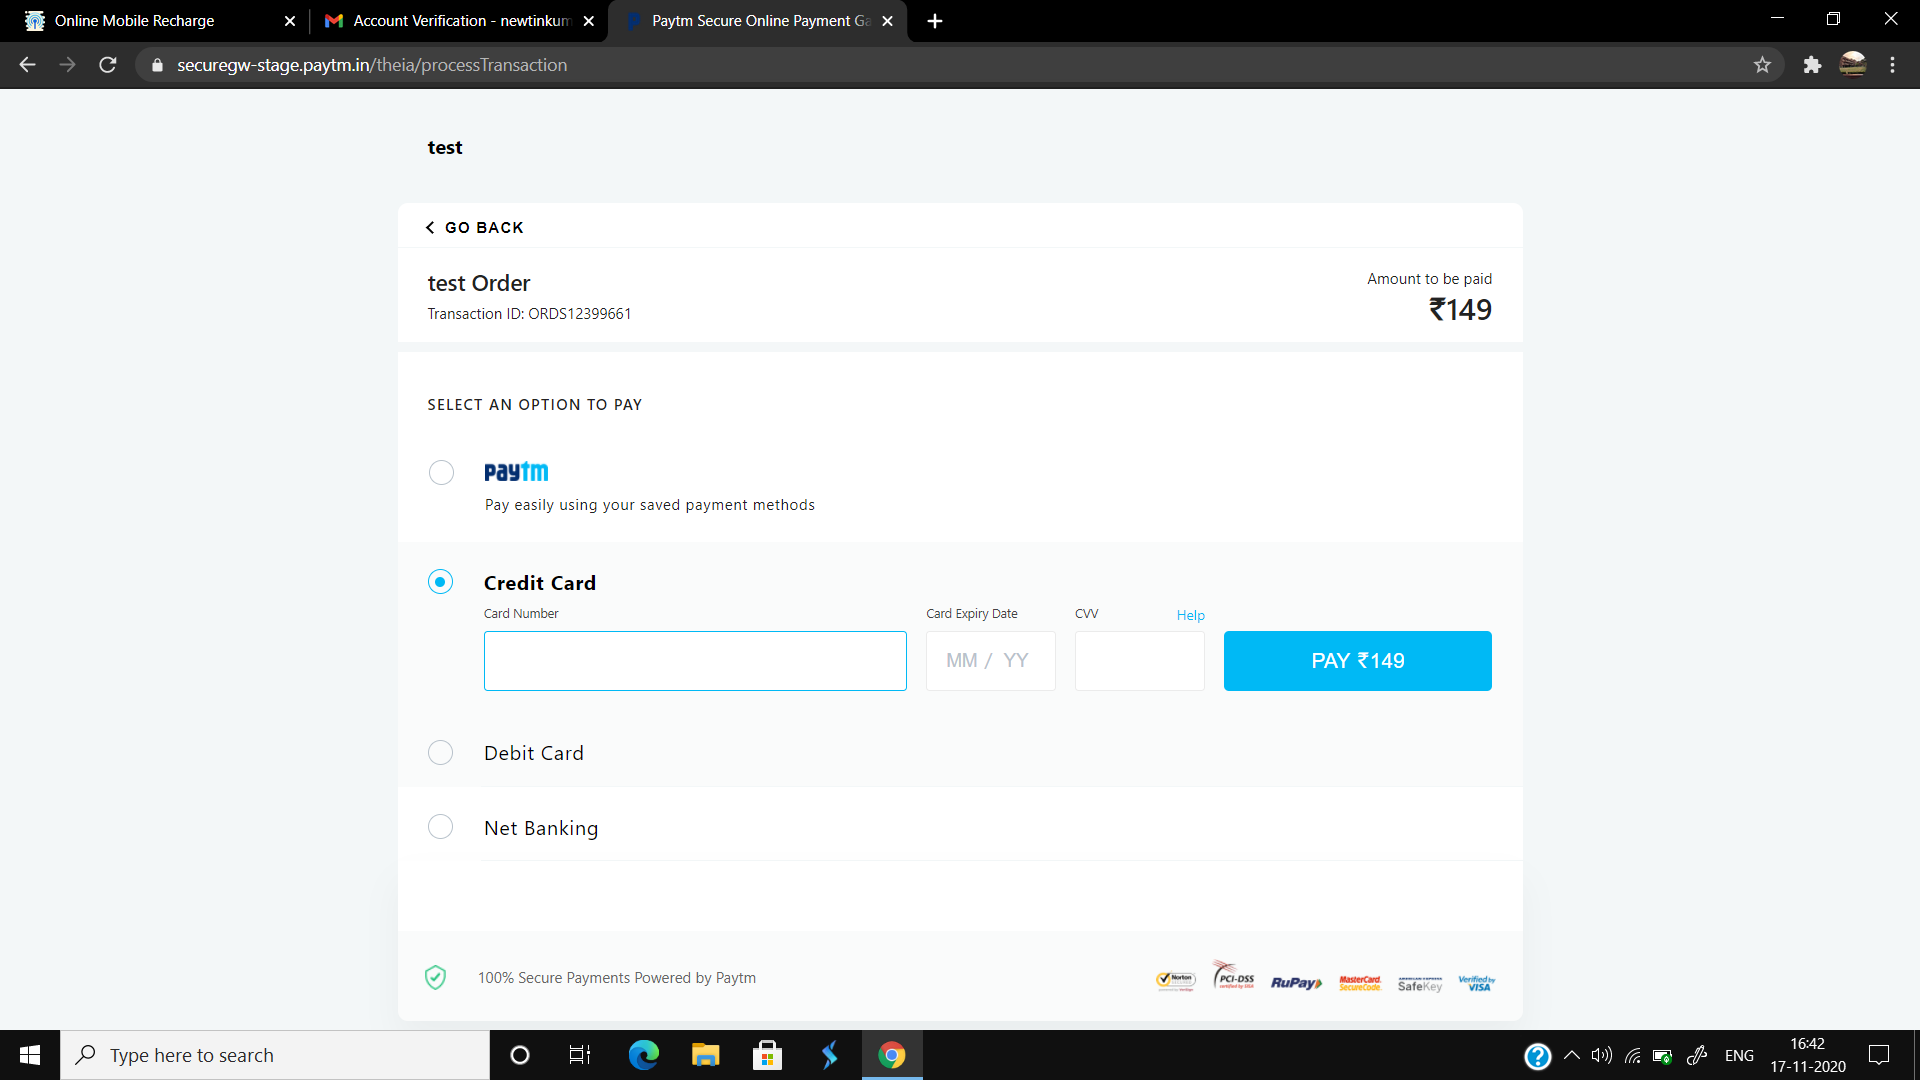 Online Mobile Recharge
Account Verification - newtinkum
Paytm Secure Online Payment Ga
securegw-stage.paytm.in/theia/processTransaction
test
GO BACK
test Order
Transaction ID: ORDS12399661
Amount to be paid
₹149
SELECT AN OPTION TO PAY
paytm
Pay easily using your saved payment methods
Credit Card
Card Number
Card Expiry Date
CVV
Help
MM / YY
PAY ₹149
Debit Card
Net Banking
100% Secure Payments Powered by Paytm
Norton
PCI-DSS
RuPay
MasterCard.
SecureCode.
AMERICAN EXPRESS
SafeKey
Verified by
VISA
Type here to search
ENG
16:42
17-11-2020